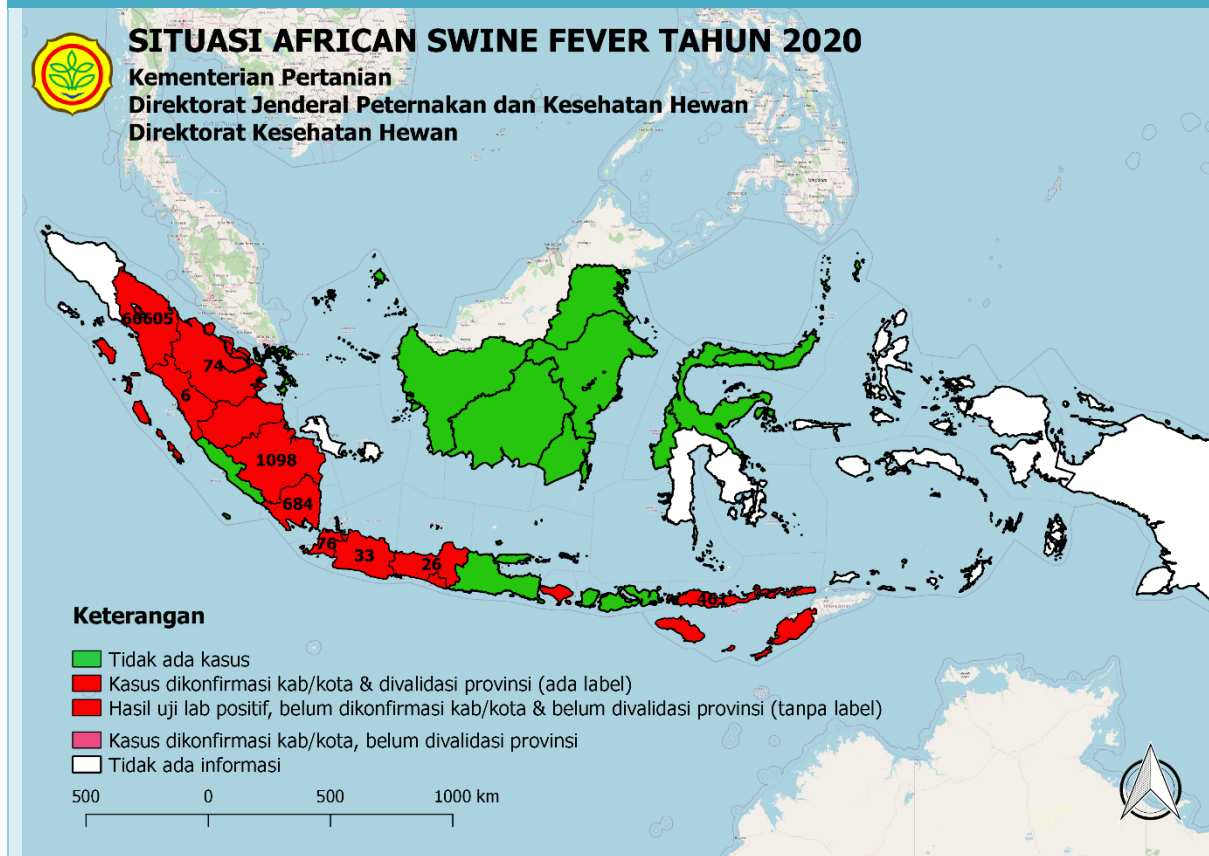 SITUASI AFRICAN SWINE FEVER TAHUN 2020
Kementerian Pertanian
Direktorat Jenderal Peternakan dan Kesehatan Hewan
Direktorat Kesehatan Hewan
74
6
1098
684
76
33
26
461
Keterangan
Tidak ada kasus
Kasus dikonfirmasi kab/kota & divalidasi provinsi (ada label)
Hasil uji lab positif, belum dikonfirmasi kab/kota & belum divalidasi provinsi (tanpa label)
Kasus dikonfirmasi kab/kota, belum divalidasi provinsi
Tidak ada informasi
500 0 500 1000 km